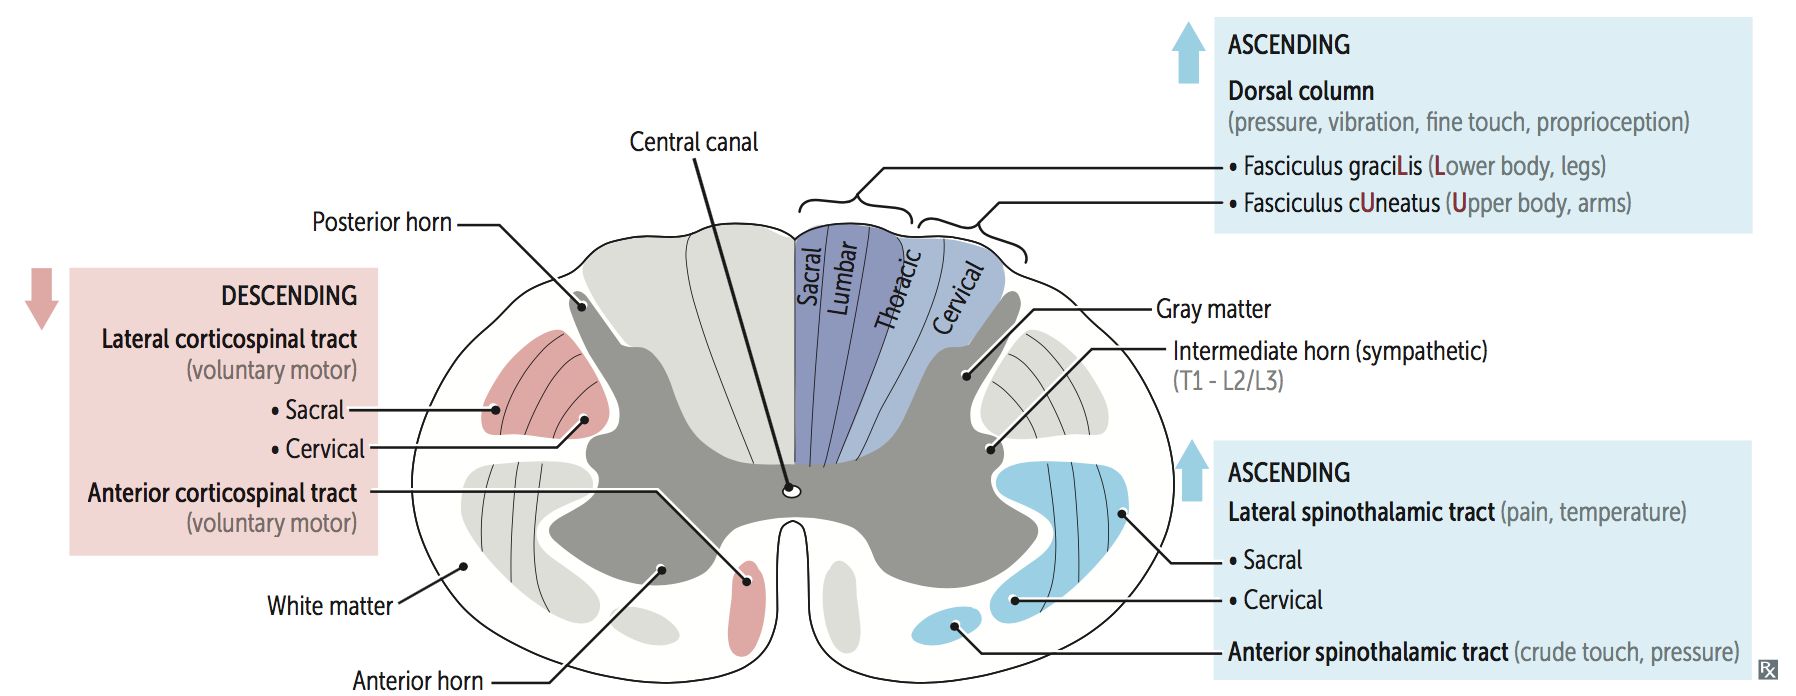 ASCENDING
Dorsal column
(pressure, vibration, fine touch, proprioception)
• Fasciculus graciLis (Lower body, legs)
• Fasciculus cUneatus (Upper body, arms)
Central canal
Posterior horn
Sacral
Lumbar
Thoracic
Cervical
DESCENDING
Lateral corticospinal tract
(voluntary motor)
• Sacral
• Cervical
Anterior corticospinal tract
(voluntary motor)
White matter
Anterior horn
Gray matter
Intermediate horn (sympathetic)
(T1 - L2/L3)
ASCENDING
Lateral spinothalamic tract (pain, temperature)
• Sacral
• Cervical
Anterior spinothalamic tract (crude touch, pressure)
Rx